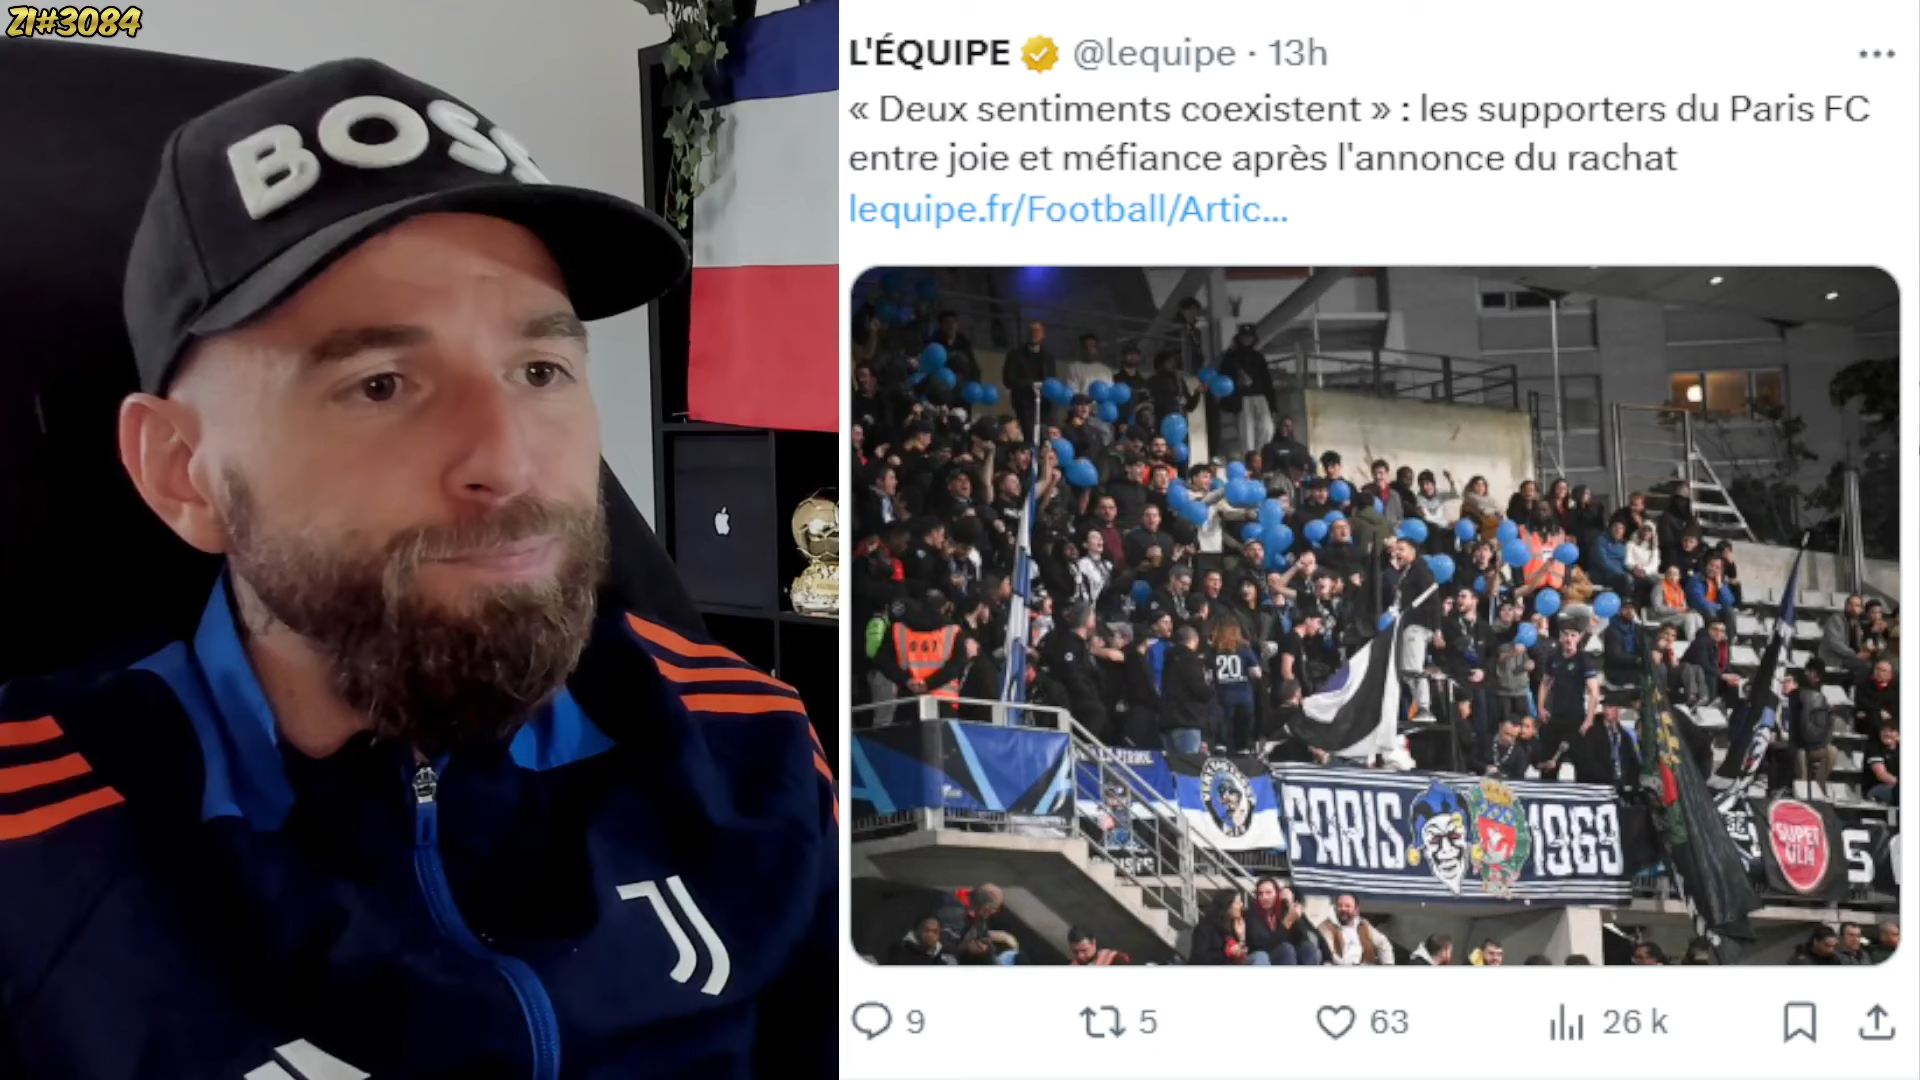 ZI#3084
BOSS
L'ÉQUIPE @lequipe · 13h
« Deux sentiments coexistent » : les supporters du Paris FC
entre joie et méfiance après l'annonce du rachat
lequipe.fr/Football/Artic...
20
PARIS 1969
SUPER
9 5 63 26 k